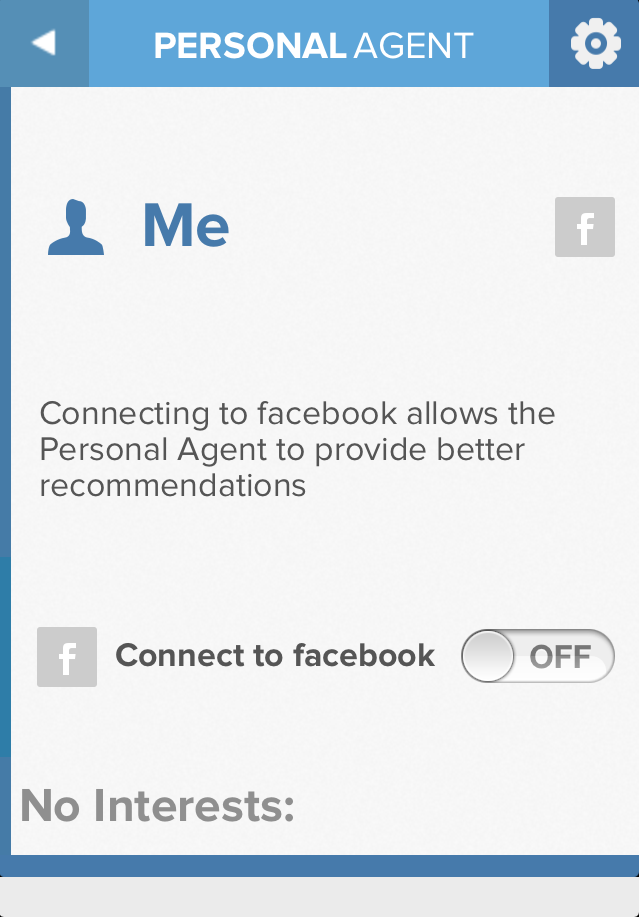 PERSONAL AGENT
Me
f
Connecting to facebook allows the
Personal Agent to provide better
recommendations
f
Connect to facebook
OFF
No Interests: